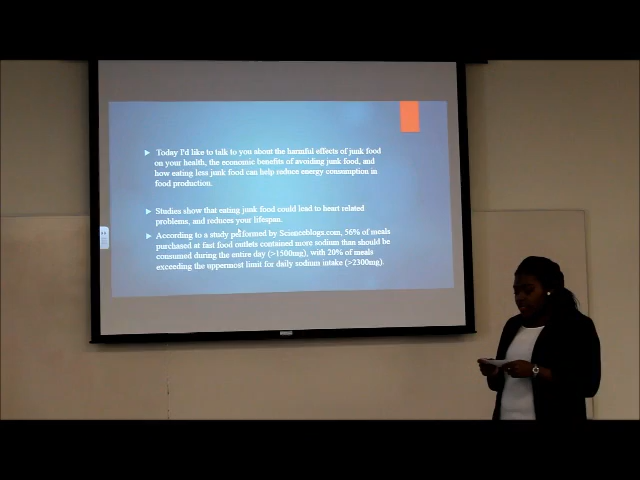 Today I'd like to talk to you about the harmful effects of junk food
on your health, the economic benefits of avoiding junk food, and
how eating less junk food can help reduce energy consumption in
food production.
Studies show that eating junk food could lead to heart related
problems, and reduces your lifespan.
According to a study performed by Scienceblogs.com, 56% of meals
purchased at fast food outlets contained more sodium than should be
consumed during the entire day (>1500mg), with 20% of meals
exceeding the uppermost limit for daily sodium intake (>2300mg).